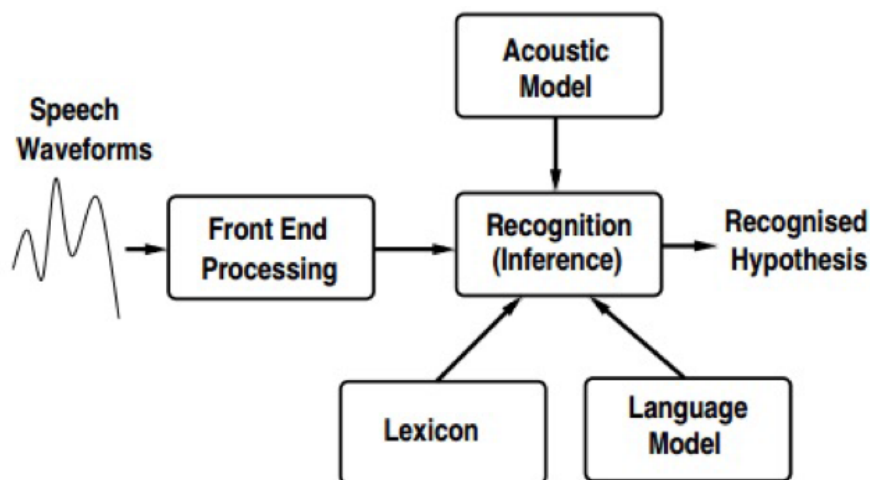 Acoustic
Model
Speech
Waveforms
Front End
Processing
Recognition
(Inference)
Recognised
Hypothesis
Lexicon
Language
Model